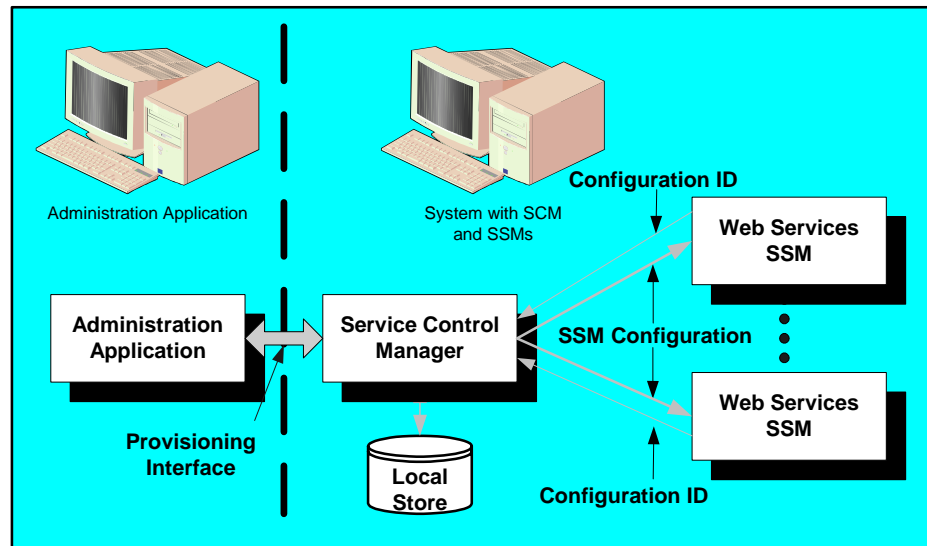 Administration Application
System with SCM
and SSMs
Configuration ID
Web Services
SSM
Administration
Application
Service Control
Manager
SSM Configuration
Web Services
SSM
Provisioning
Interface
Local
Store
Configuration ID